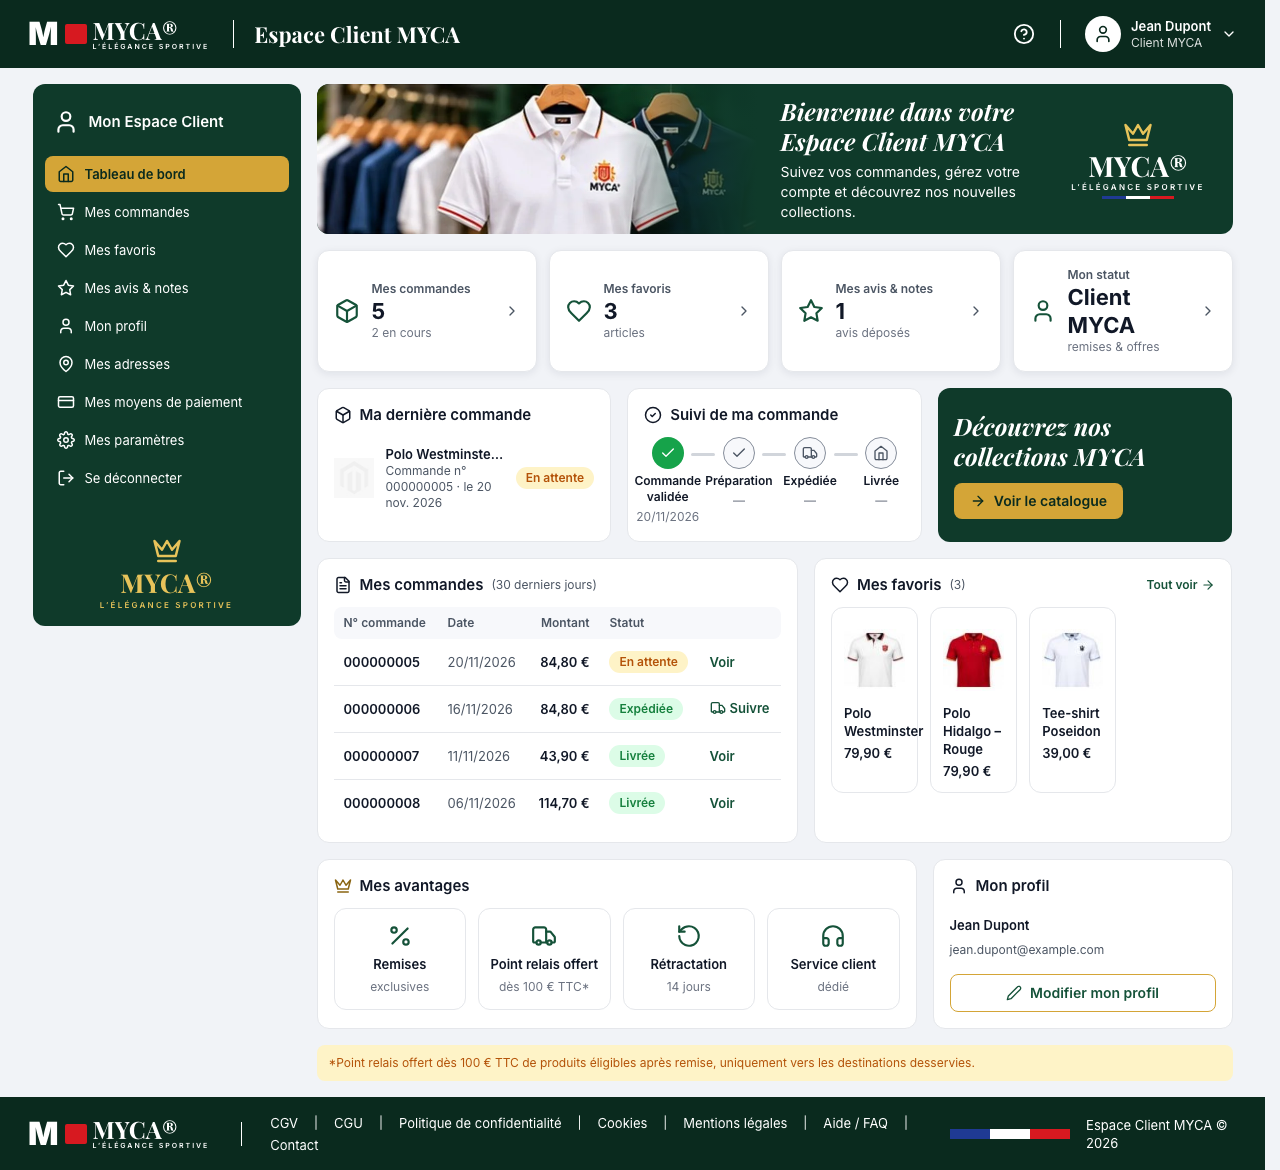 M MYCA®
L'ÉLÉGANCE SPORTIVE
Espace Client MYCA
Jean Dupont
Client MYCA
Mon Espace Client
Tableau de bord
Mes commandes
Mes favoris
Mes avis & notes
Mon profil
Mes adresses
Mes moyens de paiement
Mes paramètres
Se déconnecter
MYCA®
L'ÉLÉGANCE SPORTIVE
MYCA
MYCA
Bienvenue dans votre
Espace Client MYCA
Suivez vos commandes, gérez votre
compte et découvrez nos nouvelles
collections.
MYCA®
L'ÉLÉGANCE SPORTIVE
Mes commandes
5
2 en cours
Mes favoris
3
articles
Mes avis & notes
1
avis déposés
Mon statut
Client
MYCA
remises & offres
Ma dernière commande
Polo Westminste...
Commande n°
000000005 · le 20
nov. 2026
En attente
Suivi de ma commande
Commande
validée
20/11/2026
Préparation
—
Expédiée
—
Livrée
—
Découvrez nos
collections MYCA
Voir le catalogue
Mes commandes (30 derniers jours)
N° commande Date Montant Statut
000000005 20/11/2026 84,80 € En attente Voir
000000006 16/11/2026 84,80 € Expédiée Suivre
000000007 11/11/2026 43,90 € Livrée Voir
000000008 06/11/2026 114,70 € Livrée Voir
Mes favoris (3)
Tout voir
Polo
Westminster
79,90 €
Polo
Hidalgo –
Rouge
79,90 €
Tee-shirt
Poseidon
39,00 €
Mes avantages
Remises
exclusives
Point relais offert
dès 100 € TTC*
Rétractation
14 jours
Service client
dédié
Mon profil
Jean Dupont
jean.dupont@example.com
Modifier mon profil
*Point relais offert dès 100 € TTC de produits éligibles après remise, uniquement vers les destinations desservies.
M MYCA®
L'ÉLÉGANCE SPORTIVE
CGV | CGU | Politique de confidentialité | Cookies | Mentions légales | Aide / FAQ |
Contact
Espace Client MYCA ©
2026